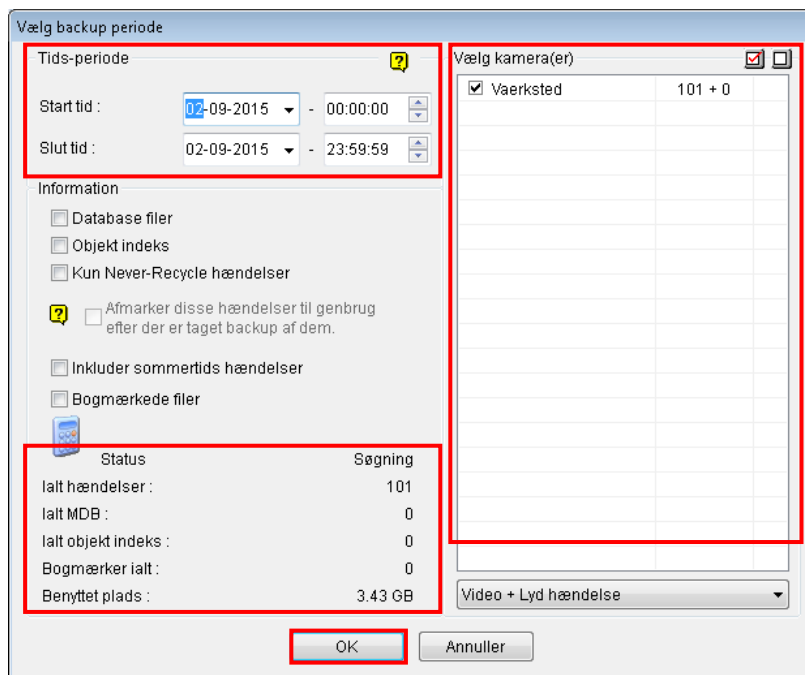 Vælg backup periode
Tids-periode
Start tid : 02-09-2015 - 00:00:00
Slut tid : 02-09-2015 - 23:59:59
Information
Database filer
Objekt indeks
Kun Never-Recycle hændelser
Afmarker disse hændelser til genbrug
efter der er taget backup af dem.
Inkluder sommertids hændelser
Bogmærkede filer
Status Søgning
Ialt hændelser : 101
Ialt MDB : 0
Ialt objekt indeks : 0
Bogmærker ialt : 0
Benyttet plads : 3.43 GB
Vælg kamera(er)
Vaerksted 101 + 0
Video + Lyd hændelse
OK Annuller